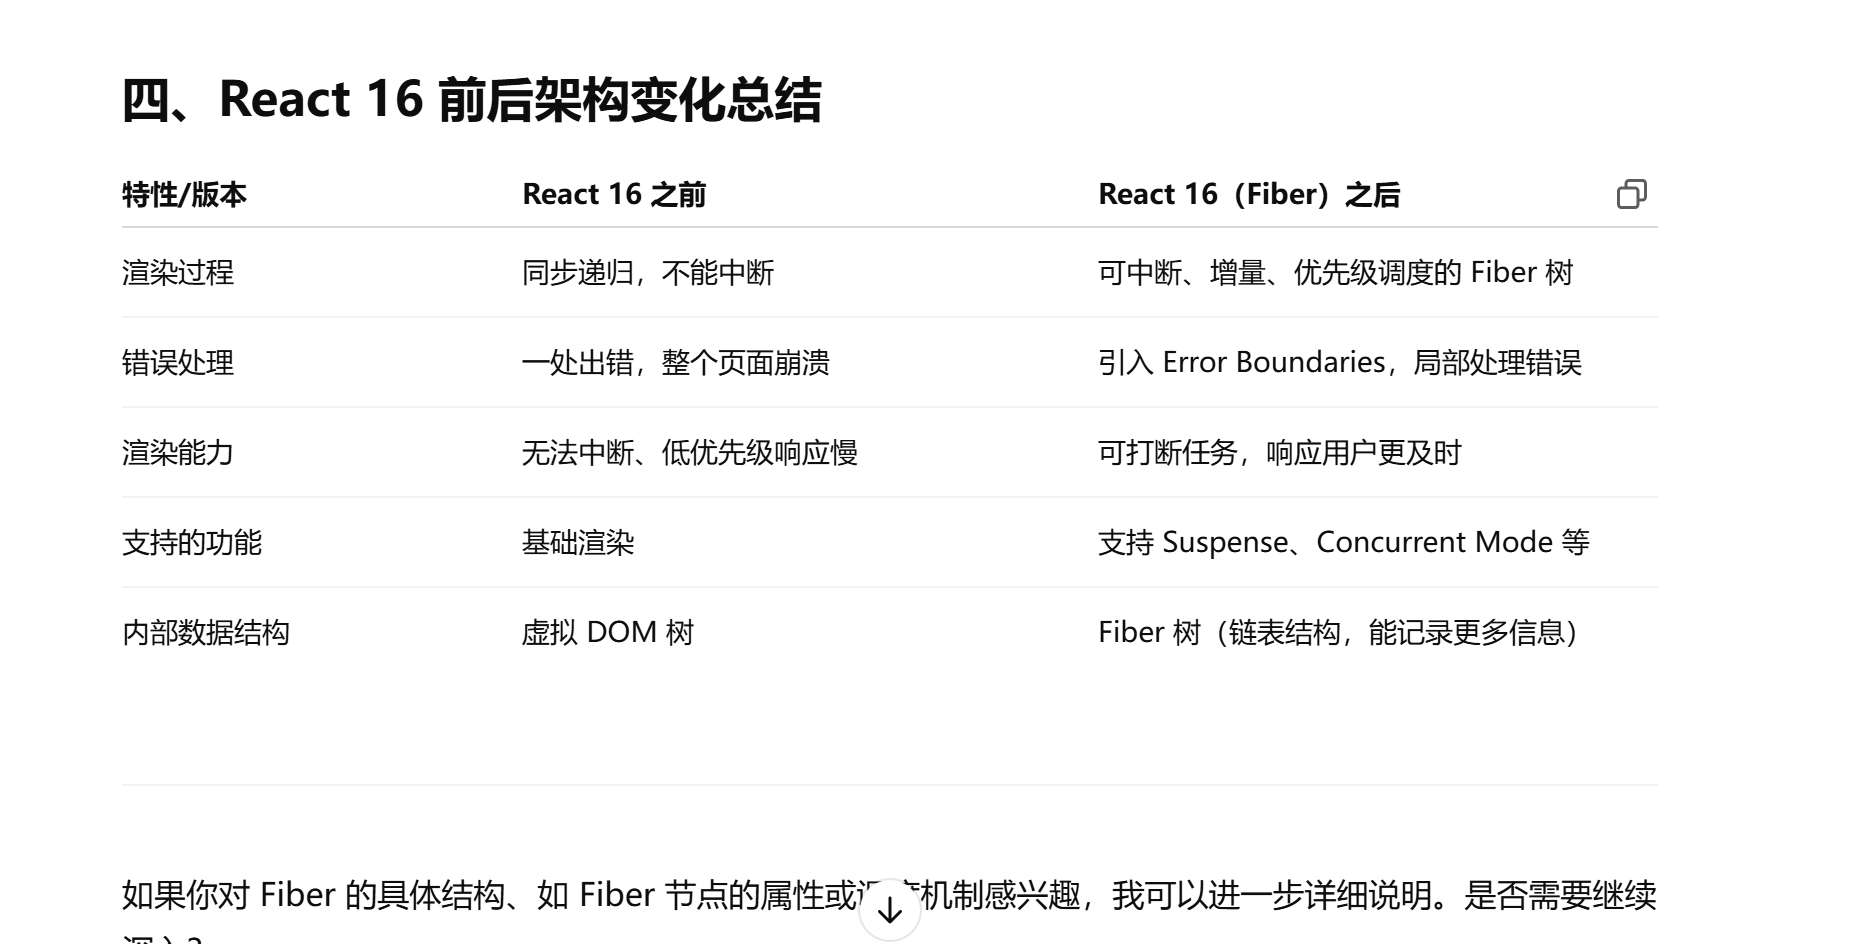 四、React 16 前后架构变化总结
特性/版本 React 16 之前 React 16（Fiber）之后
渲染过程 同步递归，不能中断 可中断、增量、优先级调度的 Fiber 树
错误处理 一处出错，整个页面崩溃 引入 Error Boundaries，局部处理错误
渲染能力 无法中断、低优先级响应慢 可打断任务，响应用户更及时
支持的功能 基础渲染 支持 Suspense、Concurrent Mode 等
内部数据结构 虚拟 DOM 树 Fiber 树（链表结构，能记录更多信息）
如果你对 Fiber 的具体结构、如 Fiber 节点的属性或机制感兴趣，我可以进一步详细说明。是否需要继续